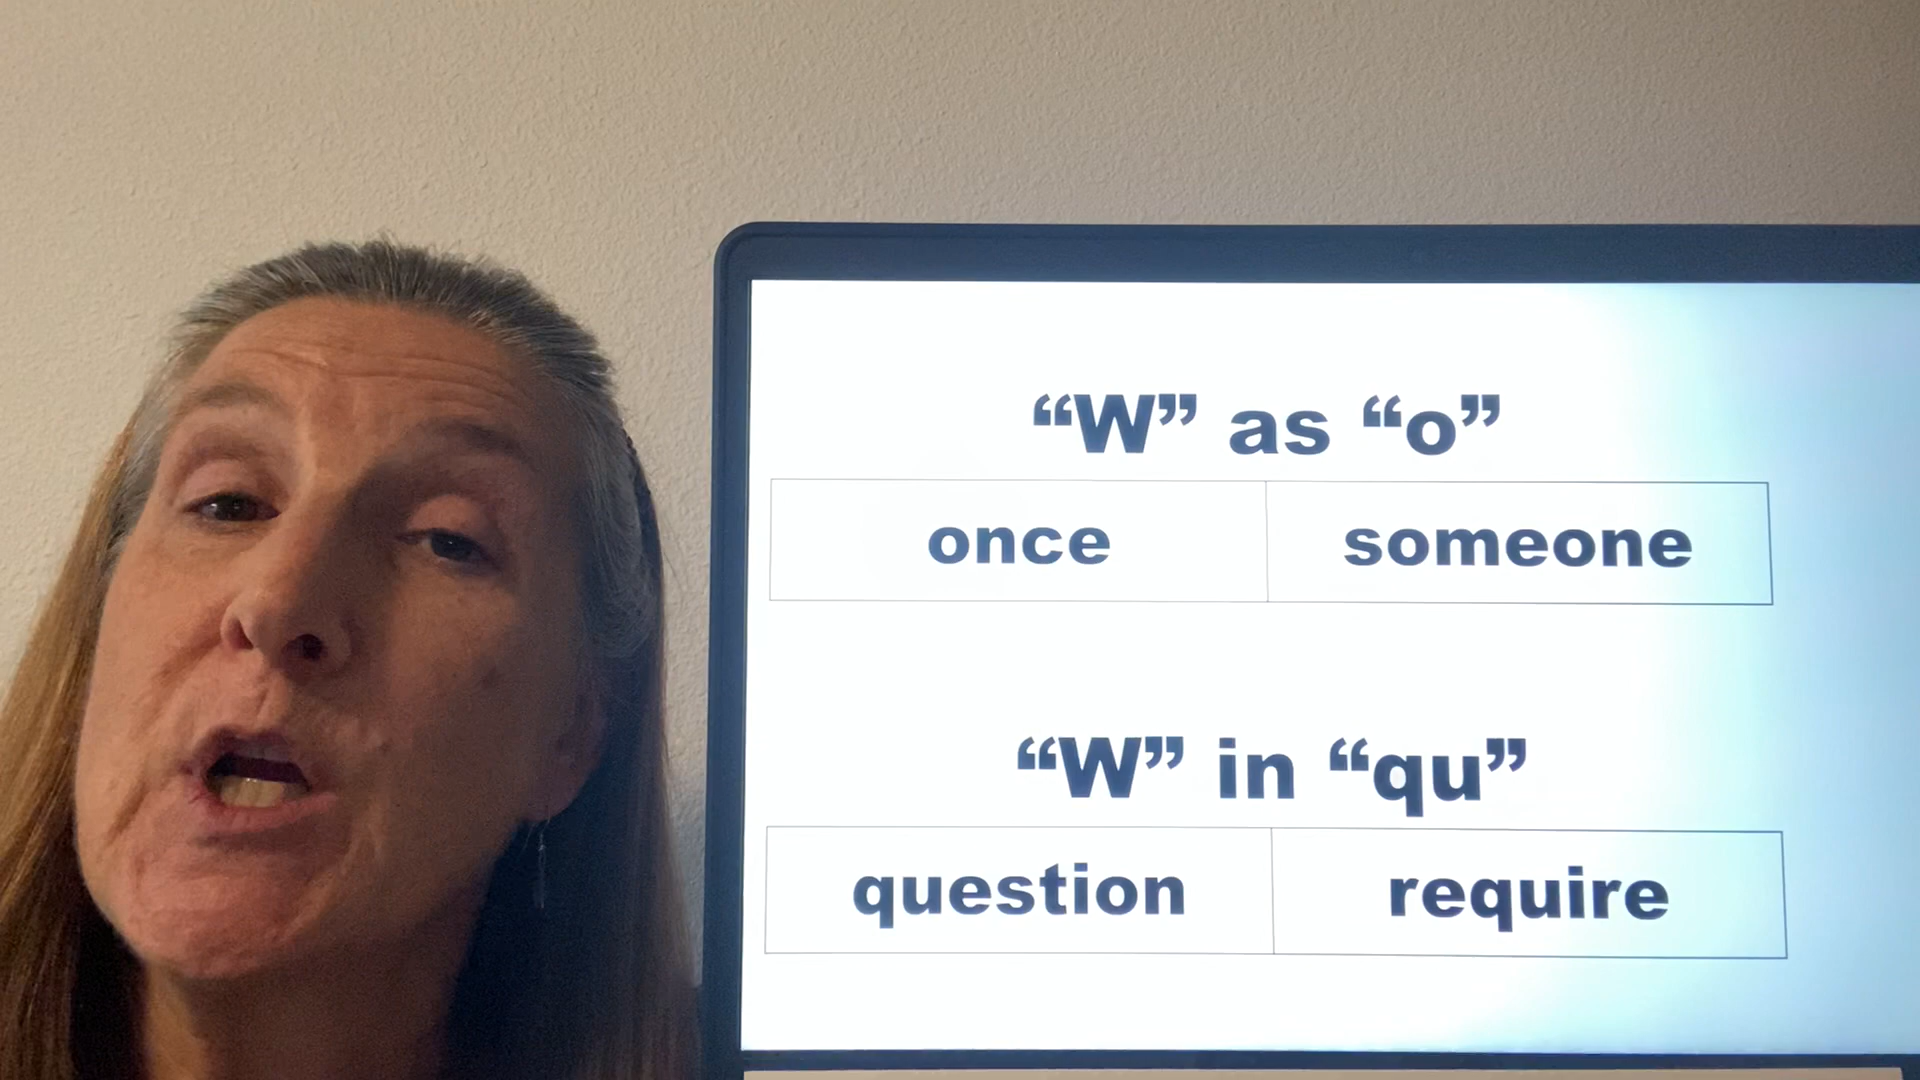 “W” as “o”
once someone
“W” in “qu”
question require